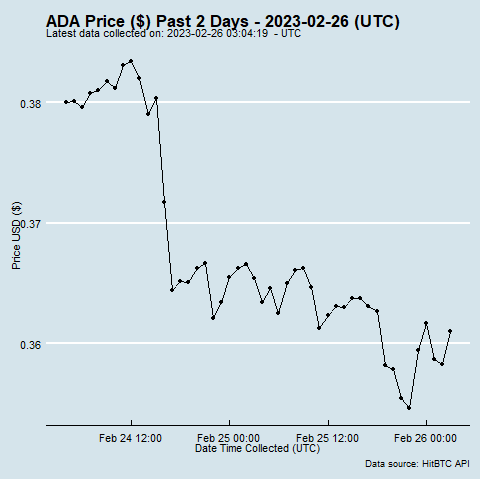 ADA Price ($) Past 2 Days - 2023-02-26 (UTC)
Latest data collected on: 2023-02-26 03:04:19 - UTC
0.38
0.37
0.36
Price USD ($)
Feb 24 12:00
Feb 25 00:00
Feb 25 12:00
Feb 26 00:00
Date Time Collected (UTC)
Data source: HitBTC API